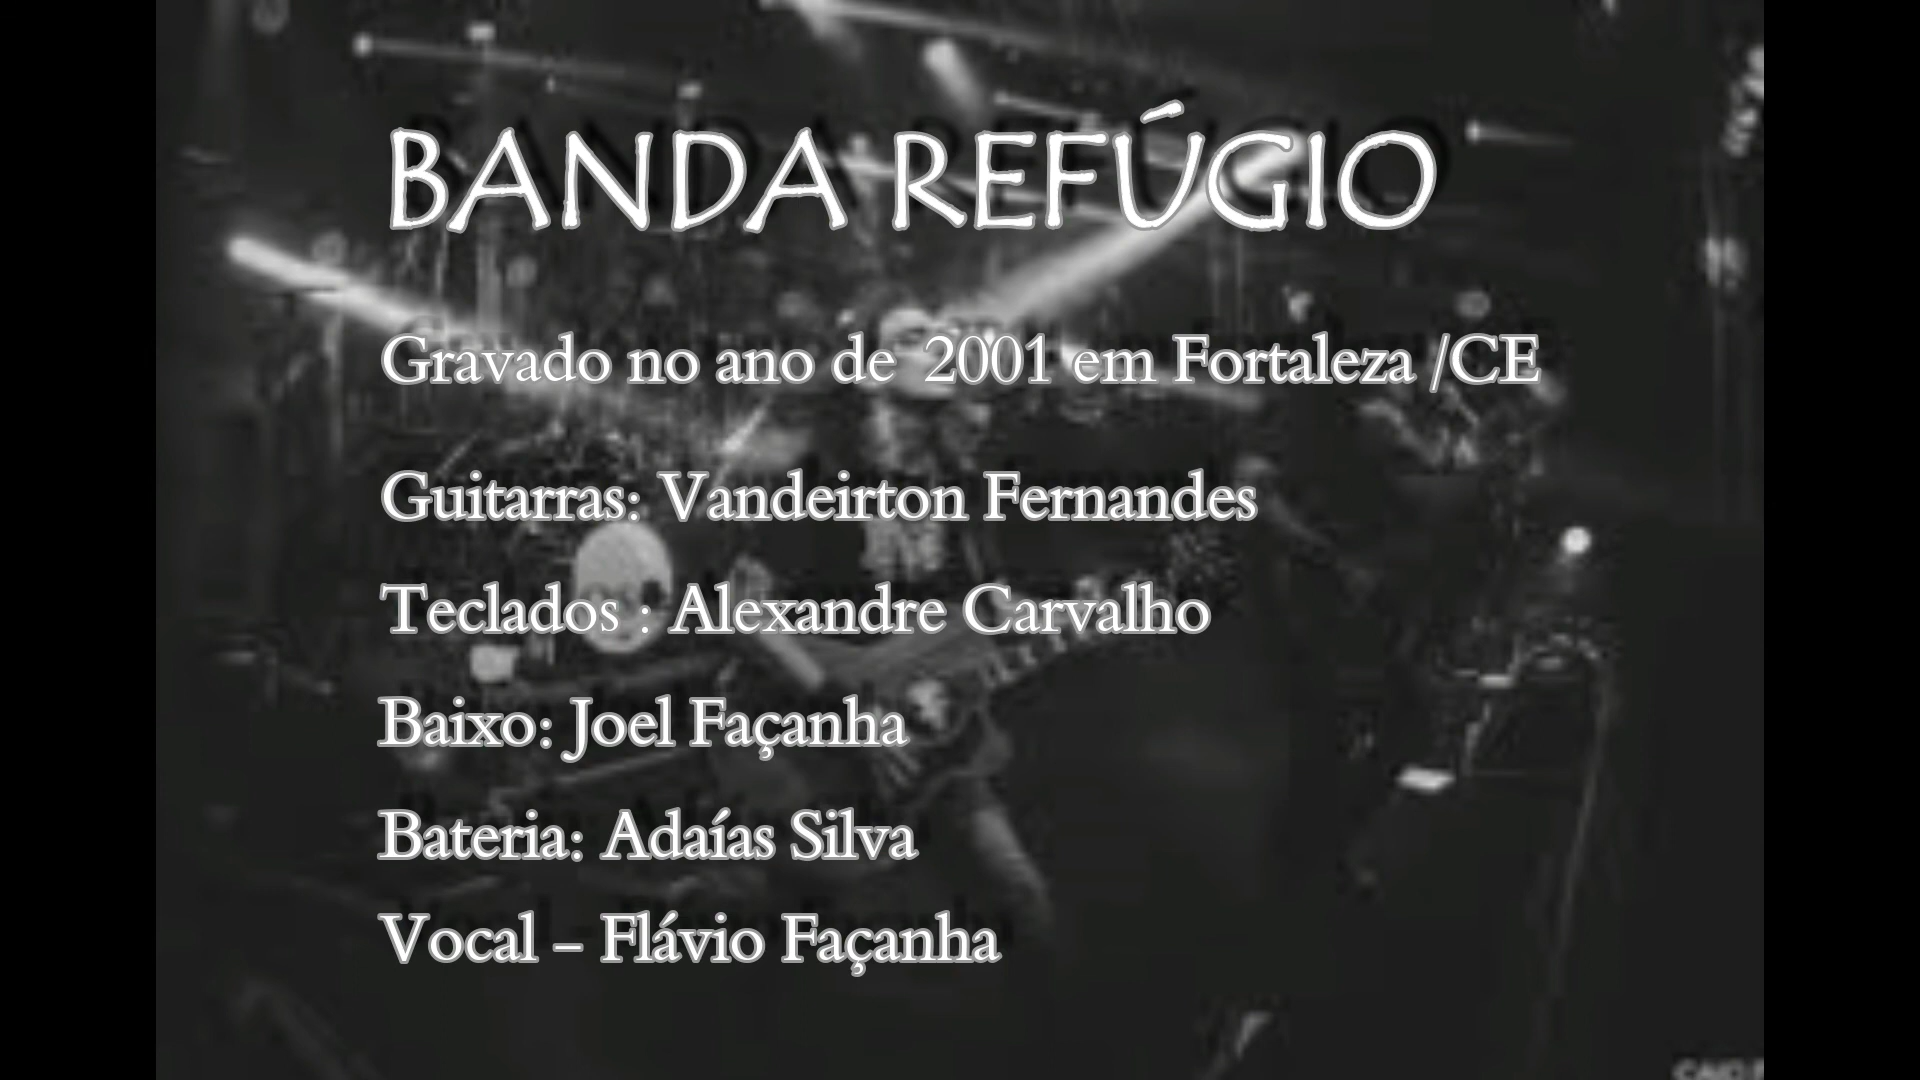 BANDA REFÚGIO
Gravado no ano de 2001 em Fortaleza /CE
Guitarras: Vandeirton Fernandes
Teclados : Alexandre Carvalho
Baixo: Joel Façanha
Bateria: Adaías Silva
Vocal – Flávio Façanha
CAIO